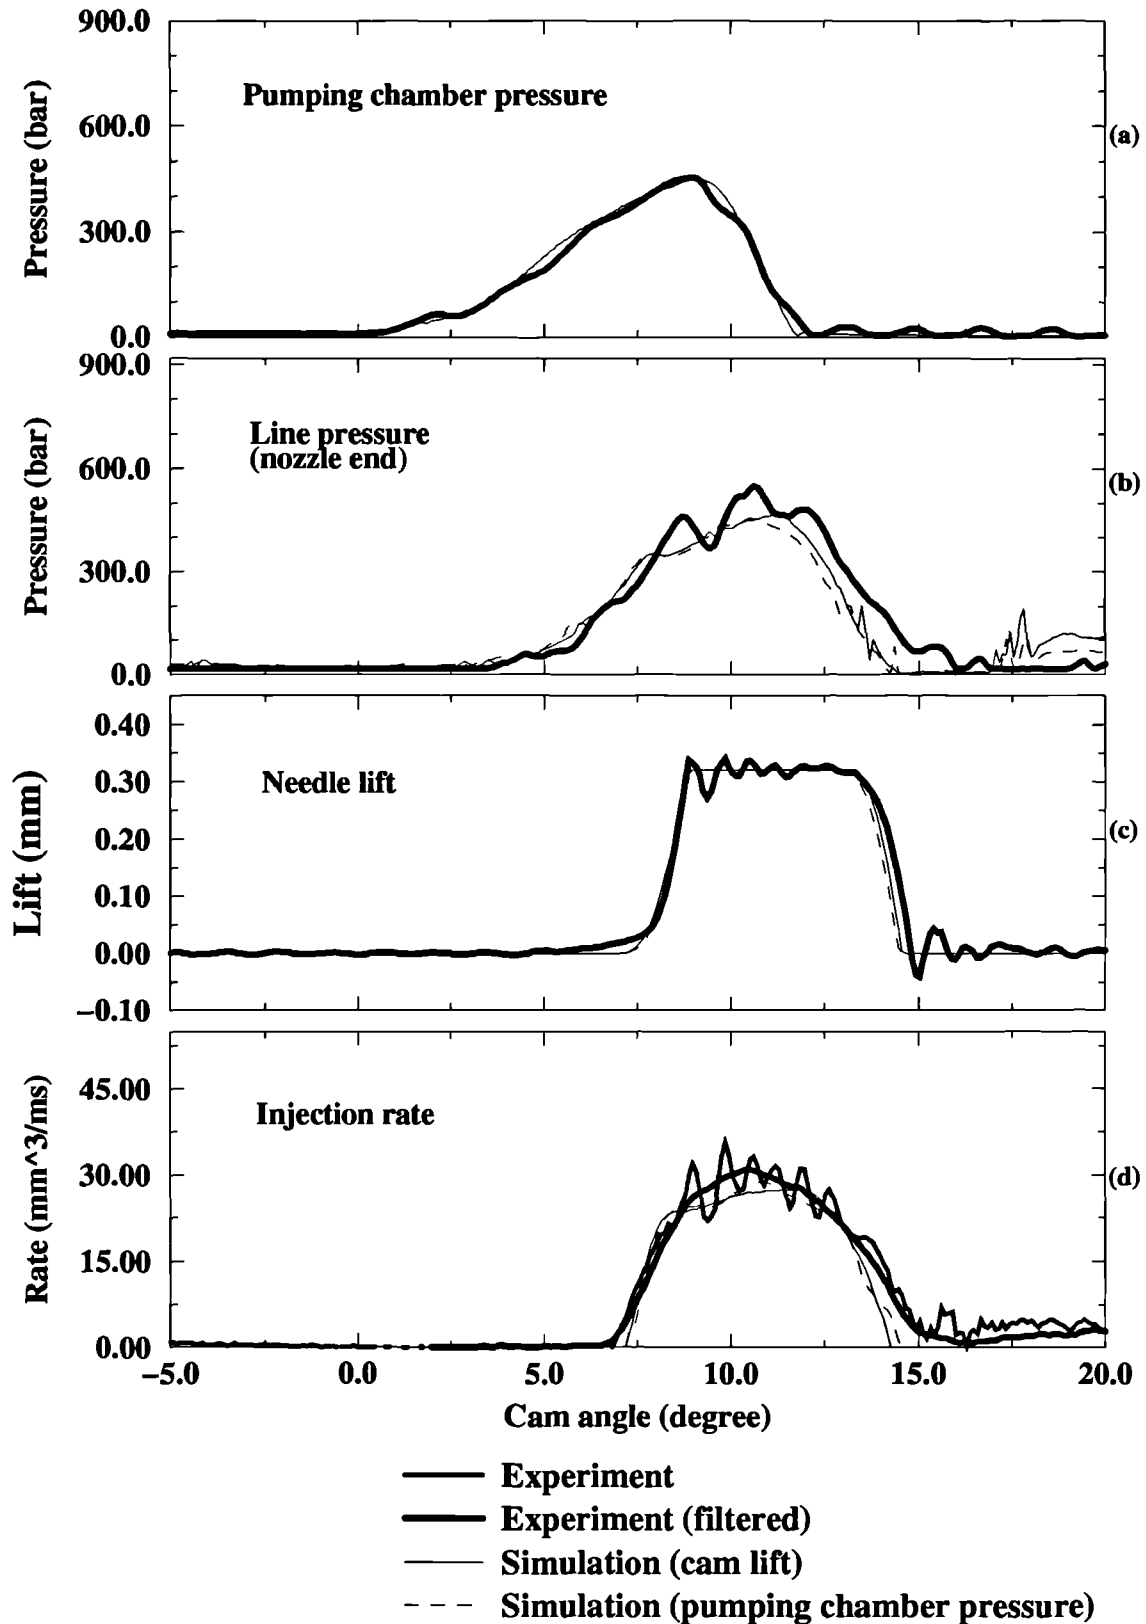 900.0
600.0
300.0
0.0
Pressure (bar)
Pumping chamber pressure
(a)
900.0
600.0
300.0
0.0
Pressure (bar)
Line pressure
(nozzle end)
(b)
0.40
0.30
0.20
0.10
0.00
−0.10
Lift (mm)
Needle lift
(c)
45.00
30.00
15.00
0.00
Rate (mm^3/ms)
Injection rate
(d)
−5.0 0.0 5.0 10.0 15.0 20.0
Cam angle (degree)
Experiment
Experiment (filtered)
Simulation (cam lift)
Simulation (pumping chamber pressure)